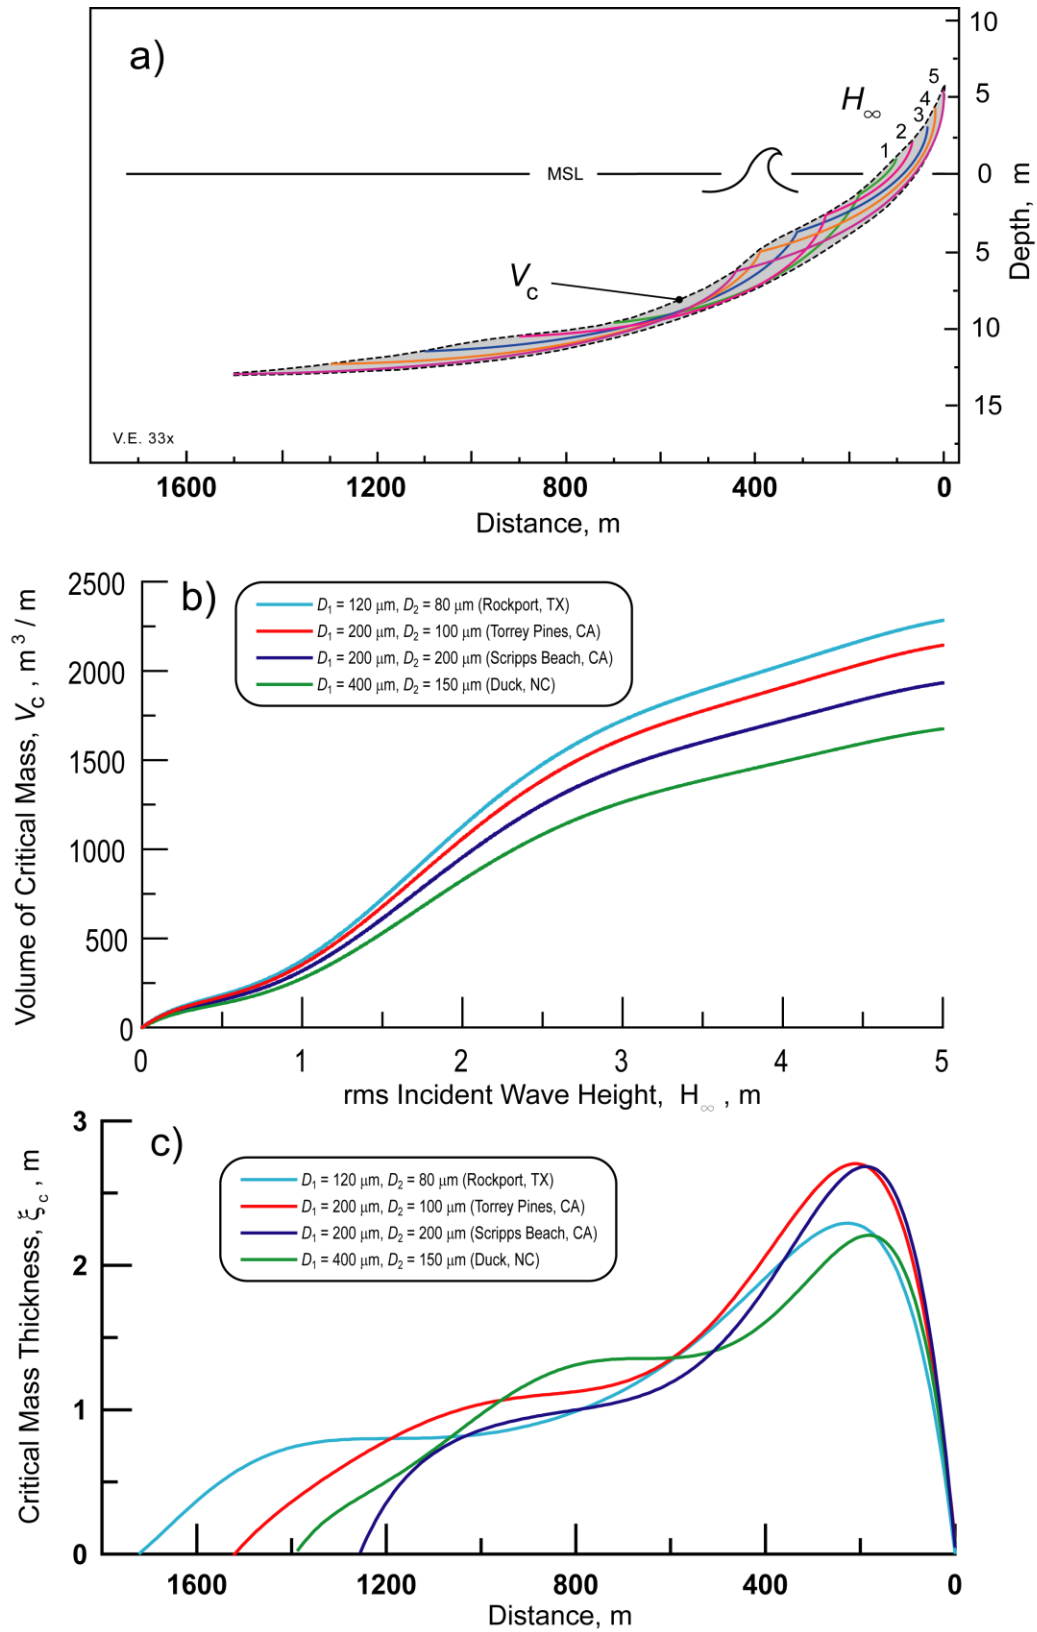 a)
10
5
0
5
10
15
Depth, m
H∞
5
4
3
2
1
MSL
Vc
V.E. 33x
1600
1200
800
400
0
Distance, m
b)
2500
2000
1500
1000
500
0
Volume of Critical Mass, Vc , m³ / m
D₁ = 120 μm, D₂ = 80 μm (Rockport, TX)
D₁ = 200 μm, D₂ = 100 μm (Torrey Pines, CA)
D₁ = 200 μm, D₂ = 200 μm (Scripps Beach, CA)
D₁ = 400 μm, D₂ = 150 μm (Duck, NC)
0
1
2
3
4
5
rms Incident Wave Height, H∞ , m
c)
3
2
1
0
Critical Mass Thickness, ξc , m
D₁ = 120 μm, D₂ = 80 μm (Rockport, TX)
D₁ = 200 μm, D₂ = 100 μm (Torrey Pines, CA)
D₁ = 200 μm, D₂ = 200 μm (Scripps Beach, CA)
D₁ = 400 μm, D₂ = 150 μm (Duck, NC)
1600
1200
800
400
0
Distance, m